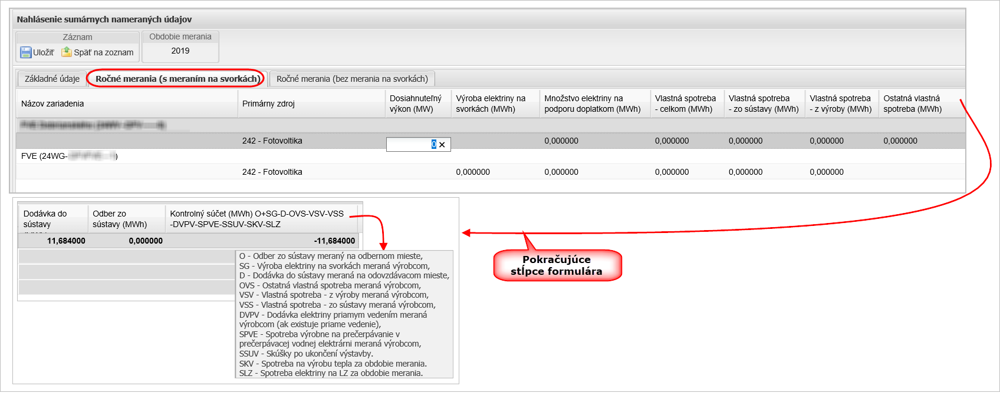 Nahlásenie sumárnych nameraných údajov
Záznam
Uložiť Späť na zoznam
Obdobie merania
2019
Základné údaje Ročné merania (s meraním na svorkách) Ročné merania (bez merania na svorkách)
Názov zariadenia
Primárny zdroj
Dosiahnuteľný
výkon (MW)
Výroba elektriny na
svorkách (MWh)
Množstvo elektriny na
podporu doplatkom (MWh)
Vlastná spotreba
- celkom (MWh)
Vlastná spotreba
- zo sústavy (MWh)
Vlastná spotreba
- z výroby (MWh)
Ostatná vlastná
spotreba (MWh)
242 - Fotovoltika 0 0,000000 0,000000 0,000000 0,000000 0,000000
FVE (24WG- )
242 - Fotovoltika 0,000000 0,000000 0,000000 0,000000 0,000000
Dodávka do
sústavy
Odber zo
sústavy (MWh)
Kontrolný súčet (MWh) O+SG-D-OVS-VSV-VSS
-DVPV-SPVE-SSUV-SKV-SLZ
11,684000 0,000000 -11,684000
O - Odber zo sústavy meraný na odbernom mieste,
SG - Výroba elektriny na svorkách meraná výrobcom,
D - Dodávka do sústavy meraná na odovzdávacom mieste,
OVS - Ostatná vlastná spotreba meraná výrobcom,
VSV - Vlastná spotreba - z výroby meraná výrobcom,
VSS - Vlastná spotreba - zo sústavy meraná výrobcom,
DVPV - Dodávka elektriny priamym vedením meraná
výrobcom (ak existuje priame vedenie),
SPVE - Spotreba výrobne na prečerpávanie v
prečerpávacej vodnej elektrárni meraná výrobcom,
SSUV - Skúšky po ukončení výstavby.
SKV - Spotreba na výrobu tepla za obdobie merania.
SLZ - Spotreba elektriny na LZ za obdobie merania.
Pokračujúce
stĺpce formulára